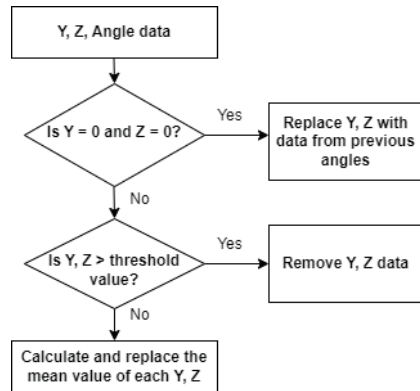 Y, Z, Angle data
Is Y = 0 and Z = 0?
Yes
Replace Y, Z with
data from previous
angles
No
Is Y, Z > threshold
value?
Yes
Remove Y, Z data
No
Calculate and replace the
mean value of each Y, Z